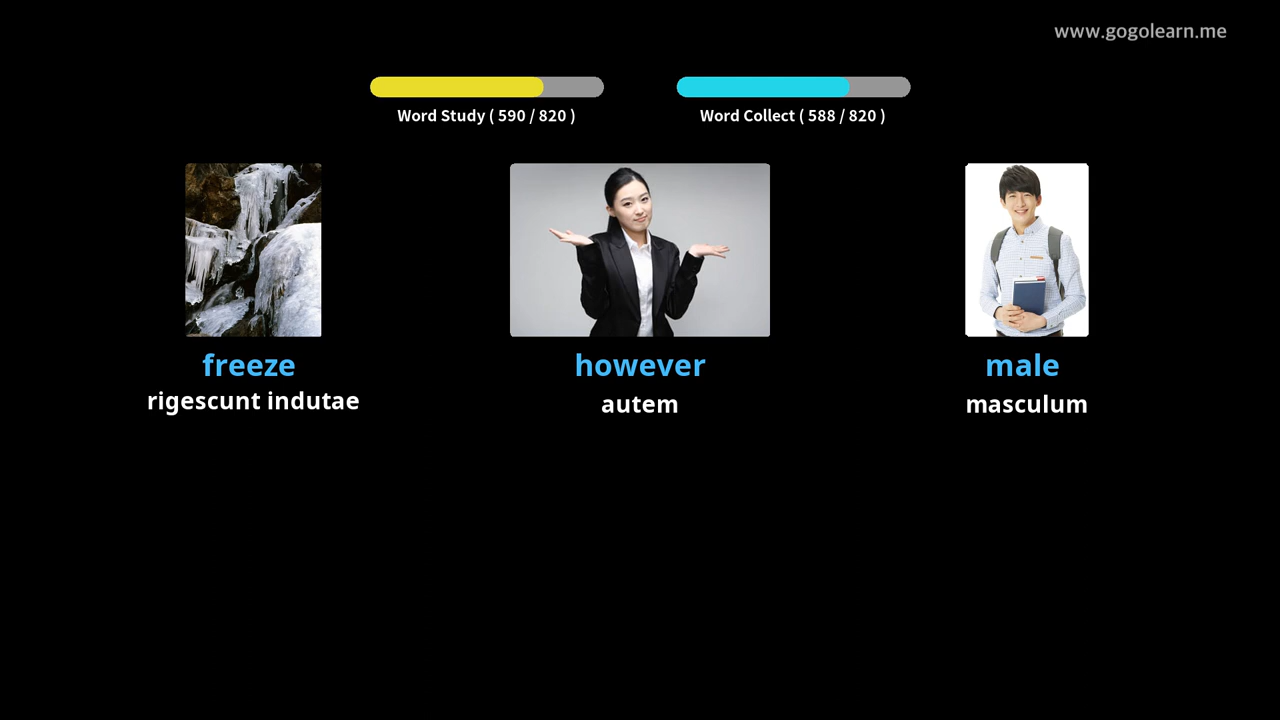 www.gogolearn.me
Word Study ( 590 / 820 )
Word Collect ( 588 / 820 )
freeze
rigescunt indutae
however
autem
male
masculum